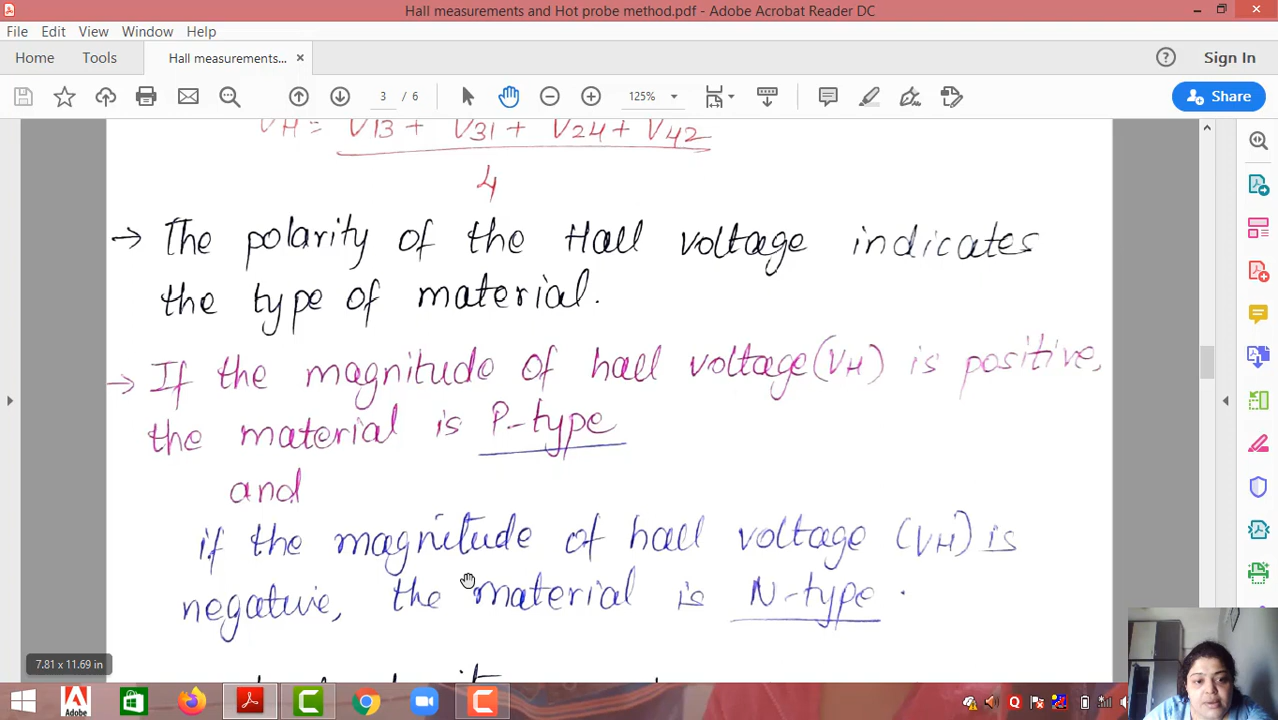 Hall measurements and Hot probe method.pdf - Adobe Acrobat Reader DC
File Edit View Window Help
Home Tools Hall measurements... × ? Sign In
3 / 6 125% Share
VH = V13 + V31 + V24 + V42
4
→ The polarity of the Hall voltage indicates
the type of material.
→ If the magnitude of hall voltage(VH) is positive,
the material is P-type
and
if the magnitude of hall voltage (VH) is
negative, the material is N-type.
7.81 x 11.69 in
Adobe